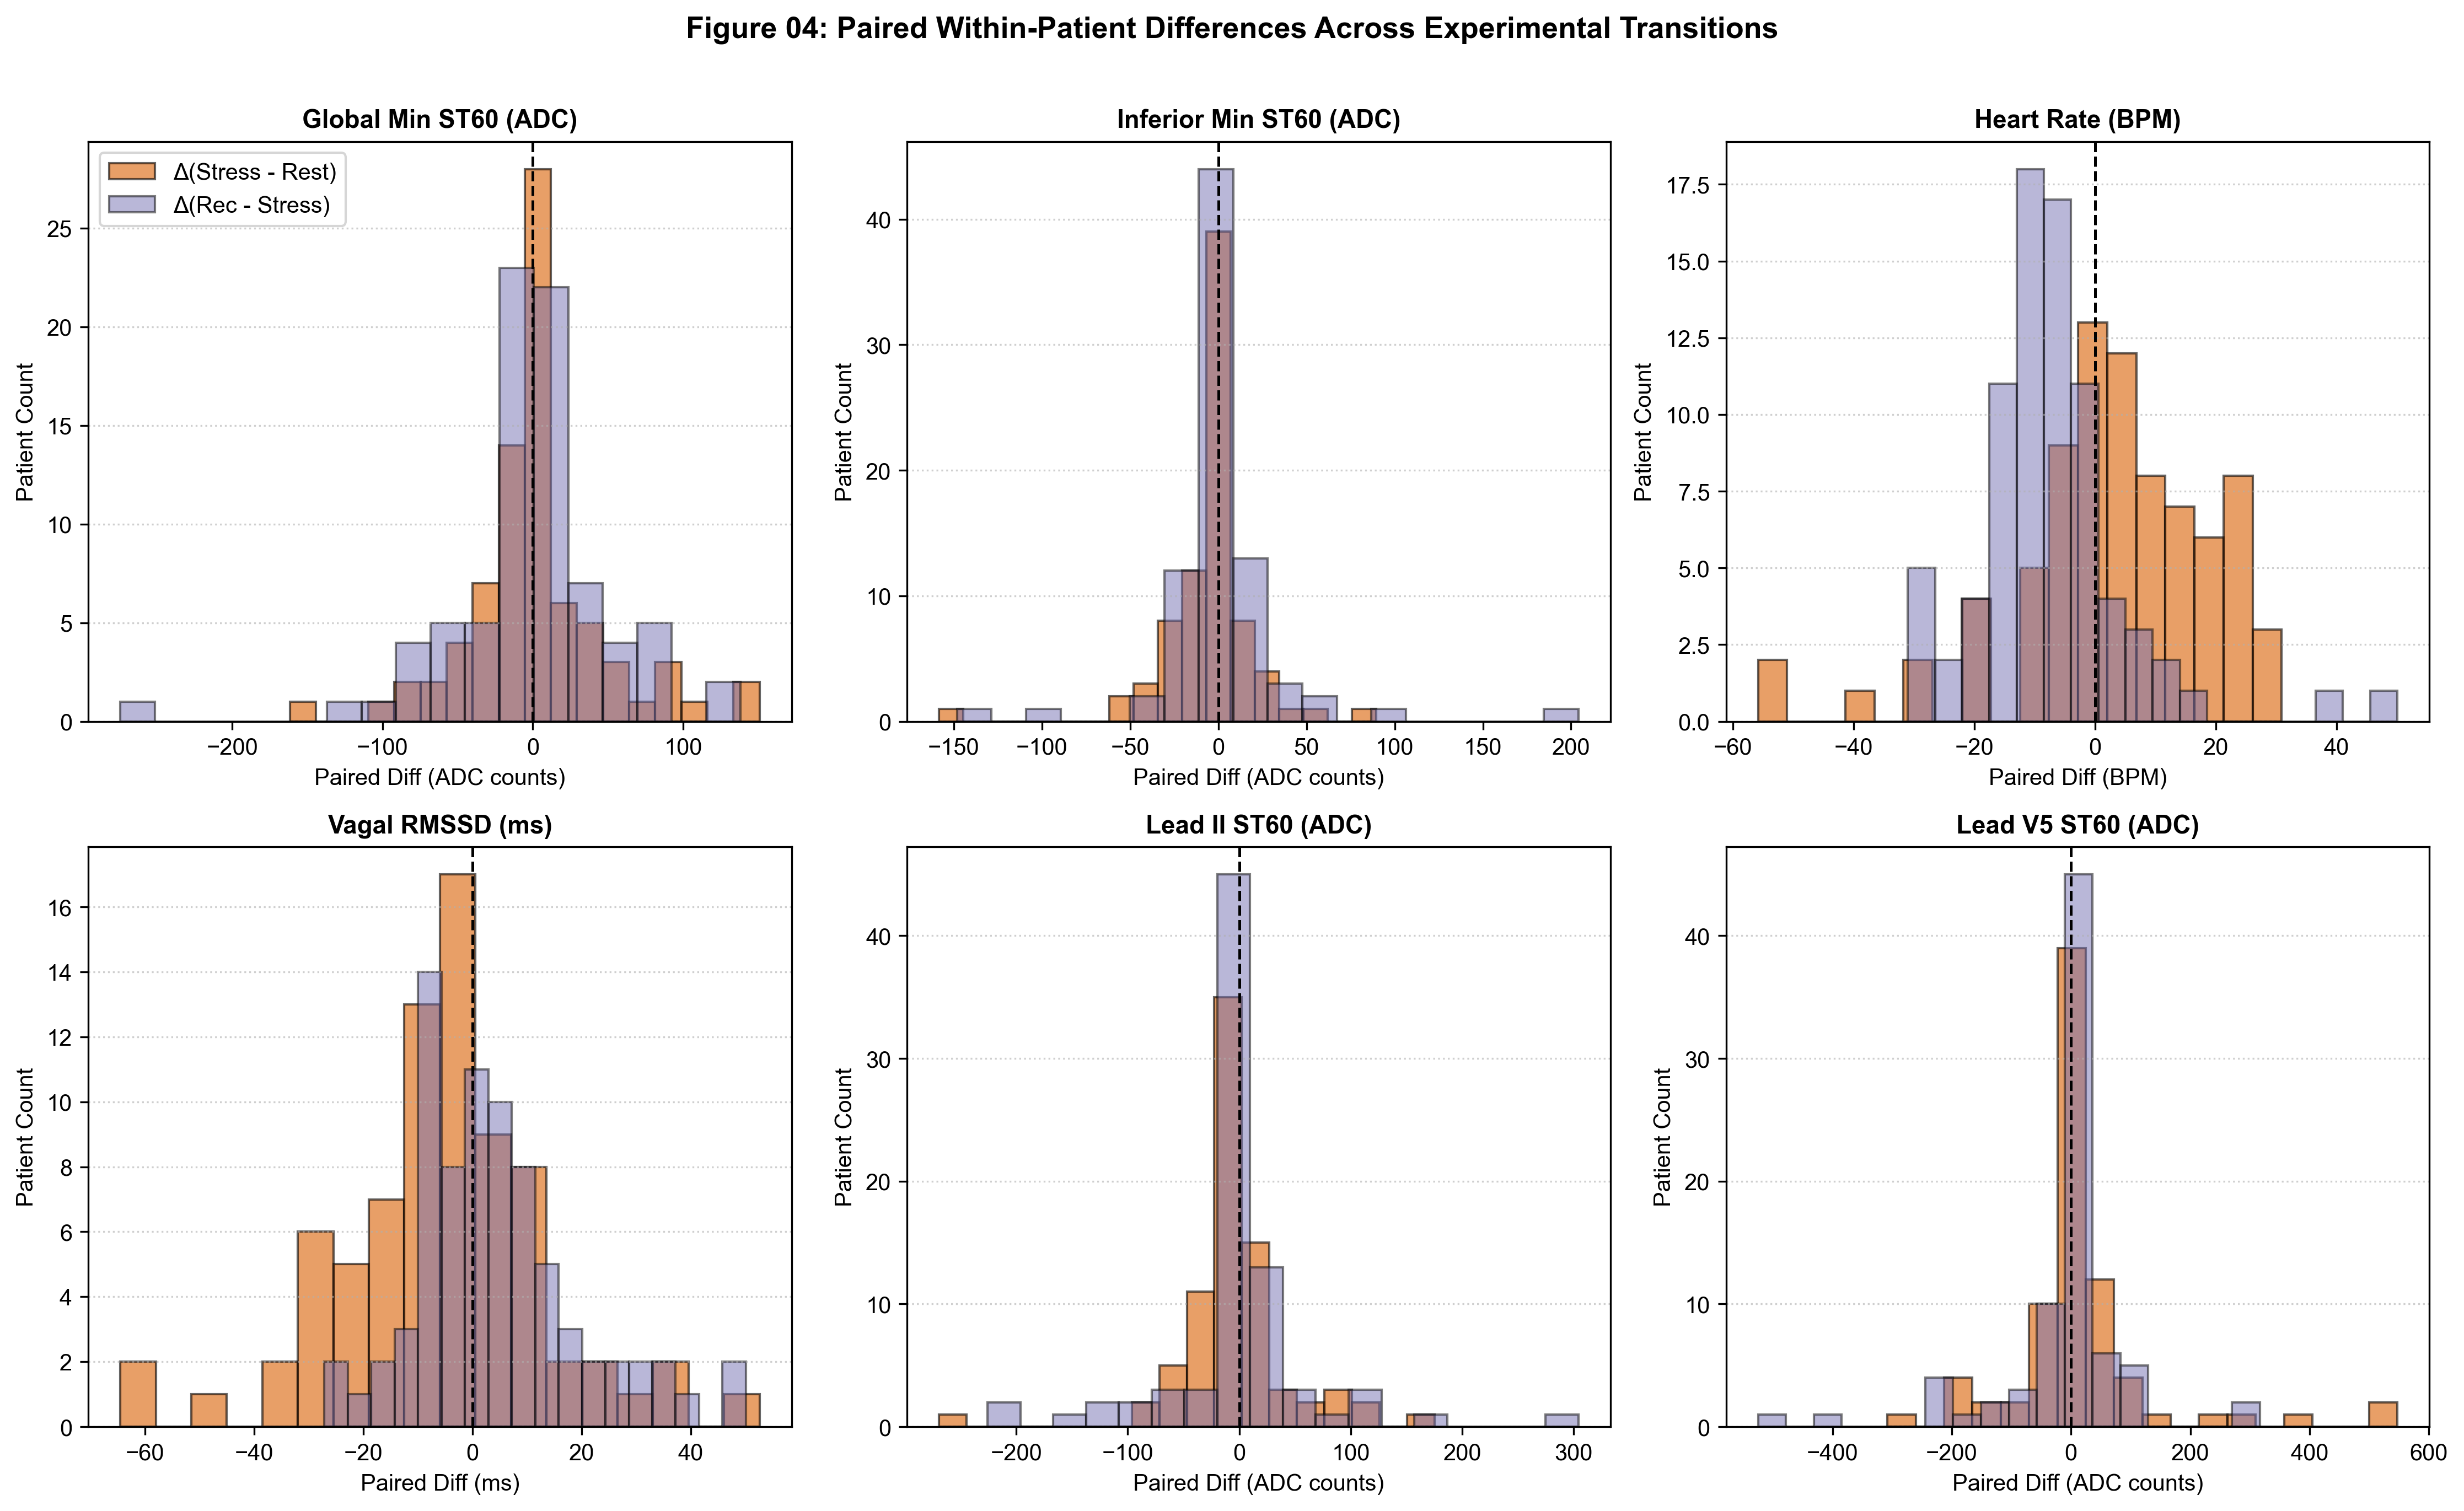 Figure 04: Paired Within-Patient Differences Across Experimental Transitions
Global Min ST60 (ADC)
Δ(Stress - Rest)
Δ(Rec - Stress)
25
20
15
10
5
0
Patient Count
−200 −100 0 100
Paired Diff (ADC counts)
Inferior Min ST60 (ADC)
40
30
20
10
0
Patient Count
−150 −100 −50 0 50 100 150 200
Paired Diff (ADC counts)
Heart Rate (BPM)
17.5
15.0
12.5
10.0
7.5
5.0
2.5
0.0
Patient Count
−60 −40 −20 0 20 40
Paired Diff (BPM)
Vagal RMSSD (ms)
16
14
12
10
8
6
4
2
0
Patient Count
−60 −40 −20 0 20 40
Paired Diff (ms)
Lead II ST60 (ADC)
40
30
20
10
0
Patient Count
−200 −100 0 100 200 300
Paired Diff (ADC counts)
Lead V5 ST60 (ADC)
40
30
20
10
0
Patient Count
−400 −200 0 200 400 600
Paired Diff (ADC counts)